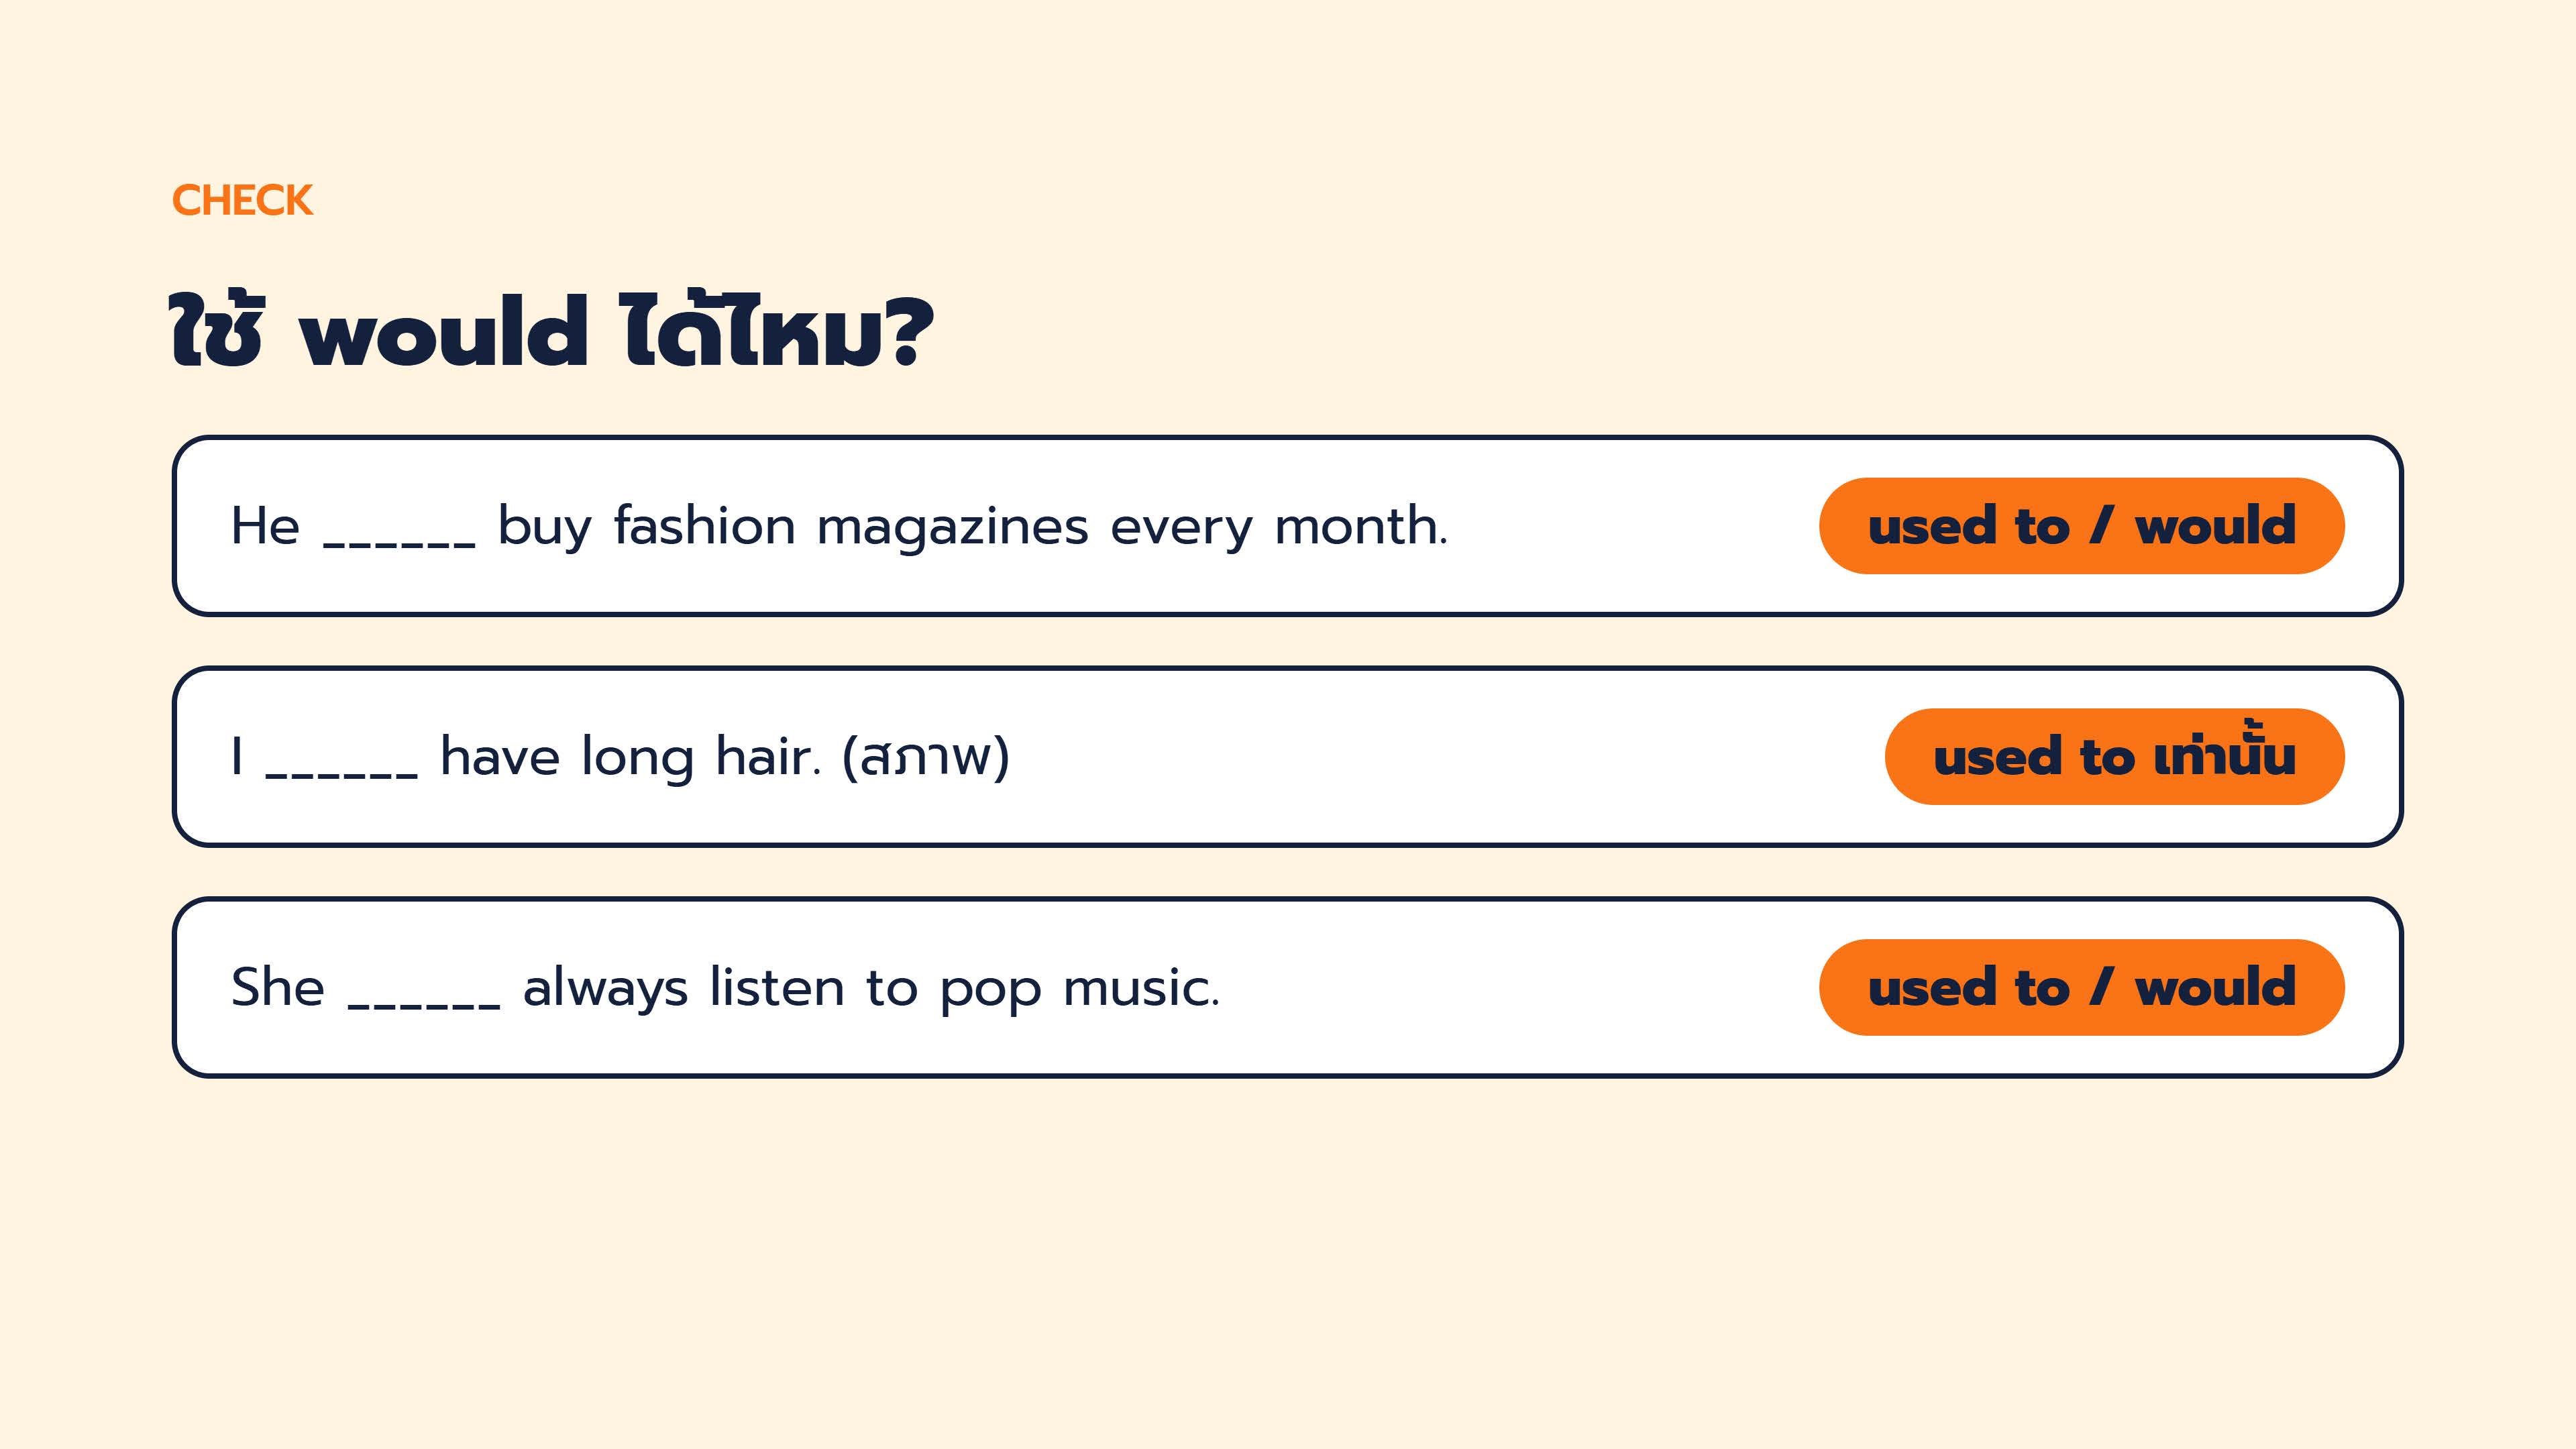 CHECK
ใช้ would ได้ไหม?
He ______ buy fashion magazines every month.
used to / would
I ______ have long hair. (สภาพ)
used to เท่านั้น
She ______ always listen to pop music.
used to / would